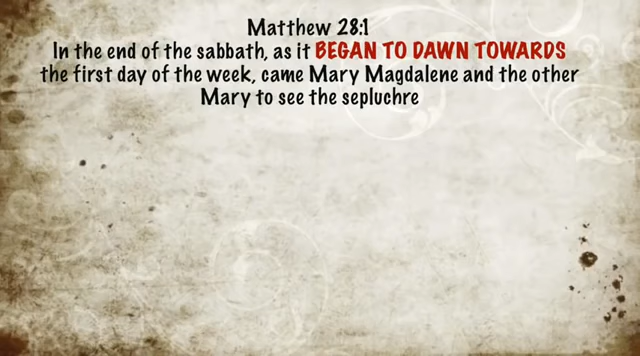 Matthew 28:1
In the end of the sabbath, as it BEGAN TO DAWN TOWARDS
the first day of the week, came Mary Magdalene and the other
Mary to see the sepluchre